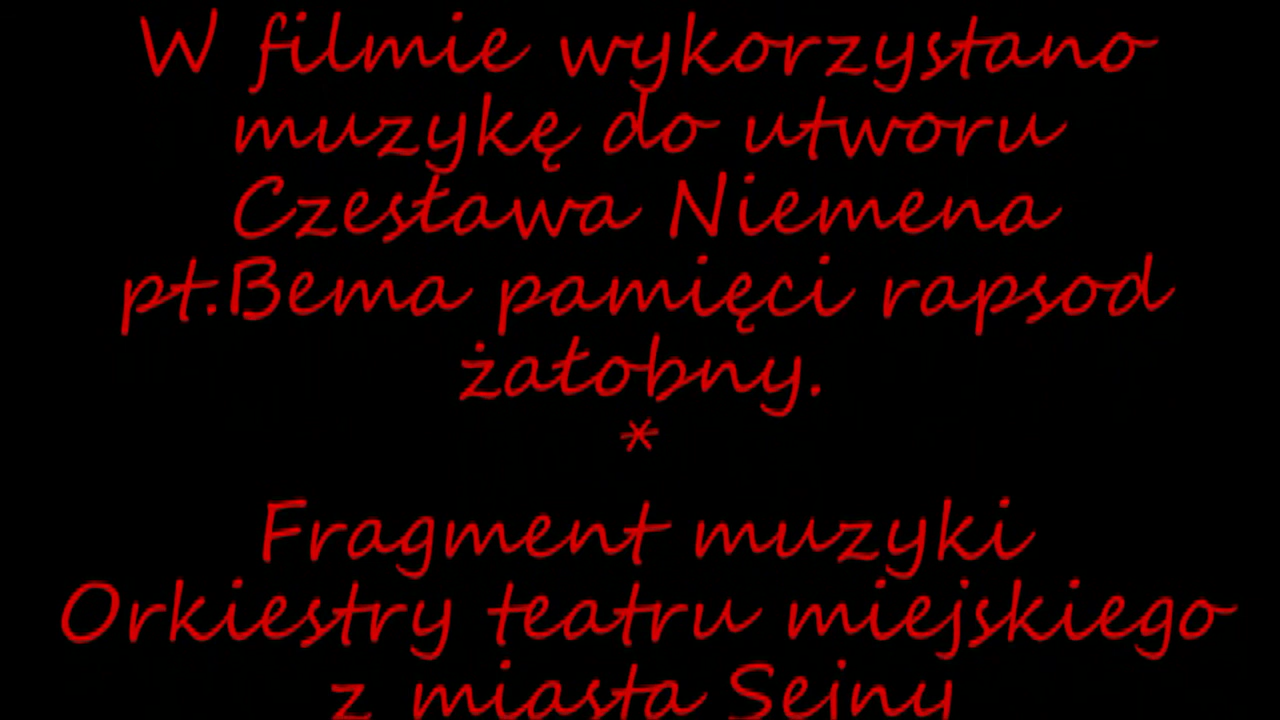 W filmie wykorzystano
muzykę do utworu
Czesława Niemena
pt.Bema pamięci rapsod
żałobny.
*
Fragment muzyki
Orkiestry teatru miejskiego
z miasta Sejny